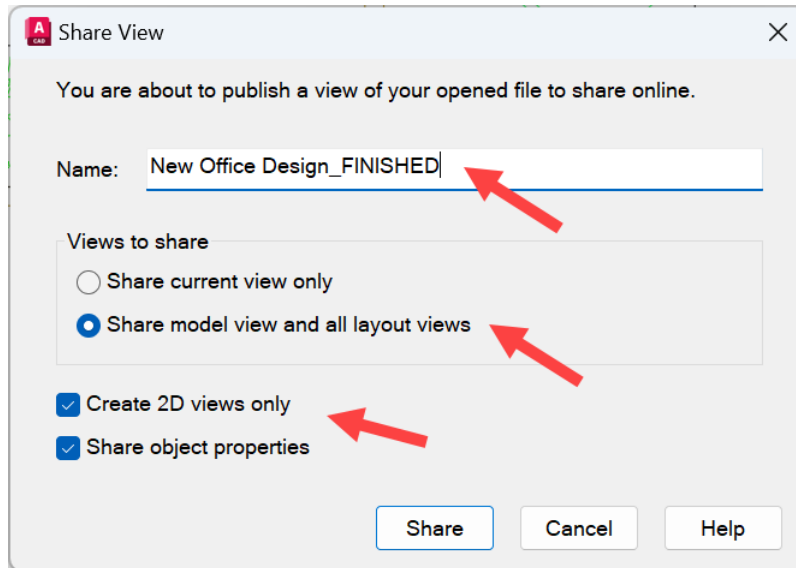 A
CAD
Share View
You are about to publish a view of your opened file to share online.
Name: New Office Design_FINISHED
Views to share
Share current view only
Share model view and all layout views
Create 2D views only
Share object properties
Share Cancel Help